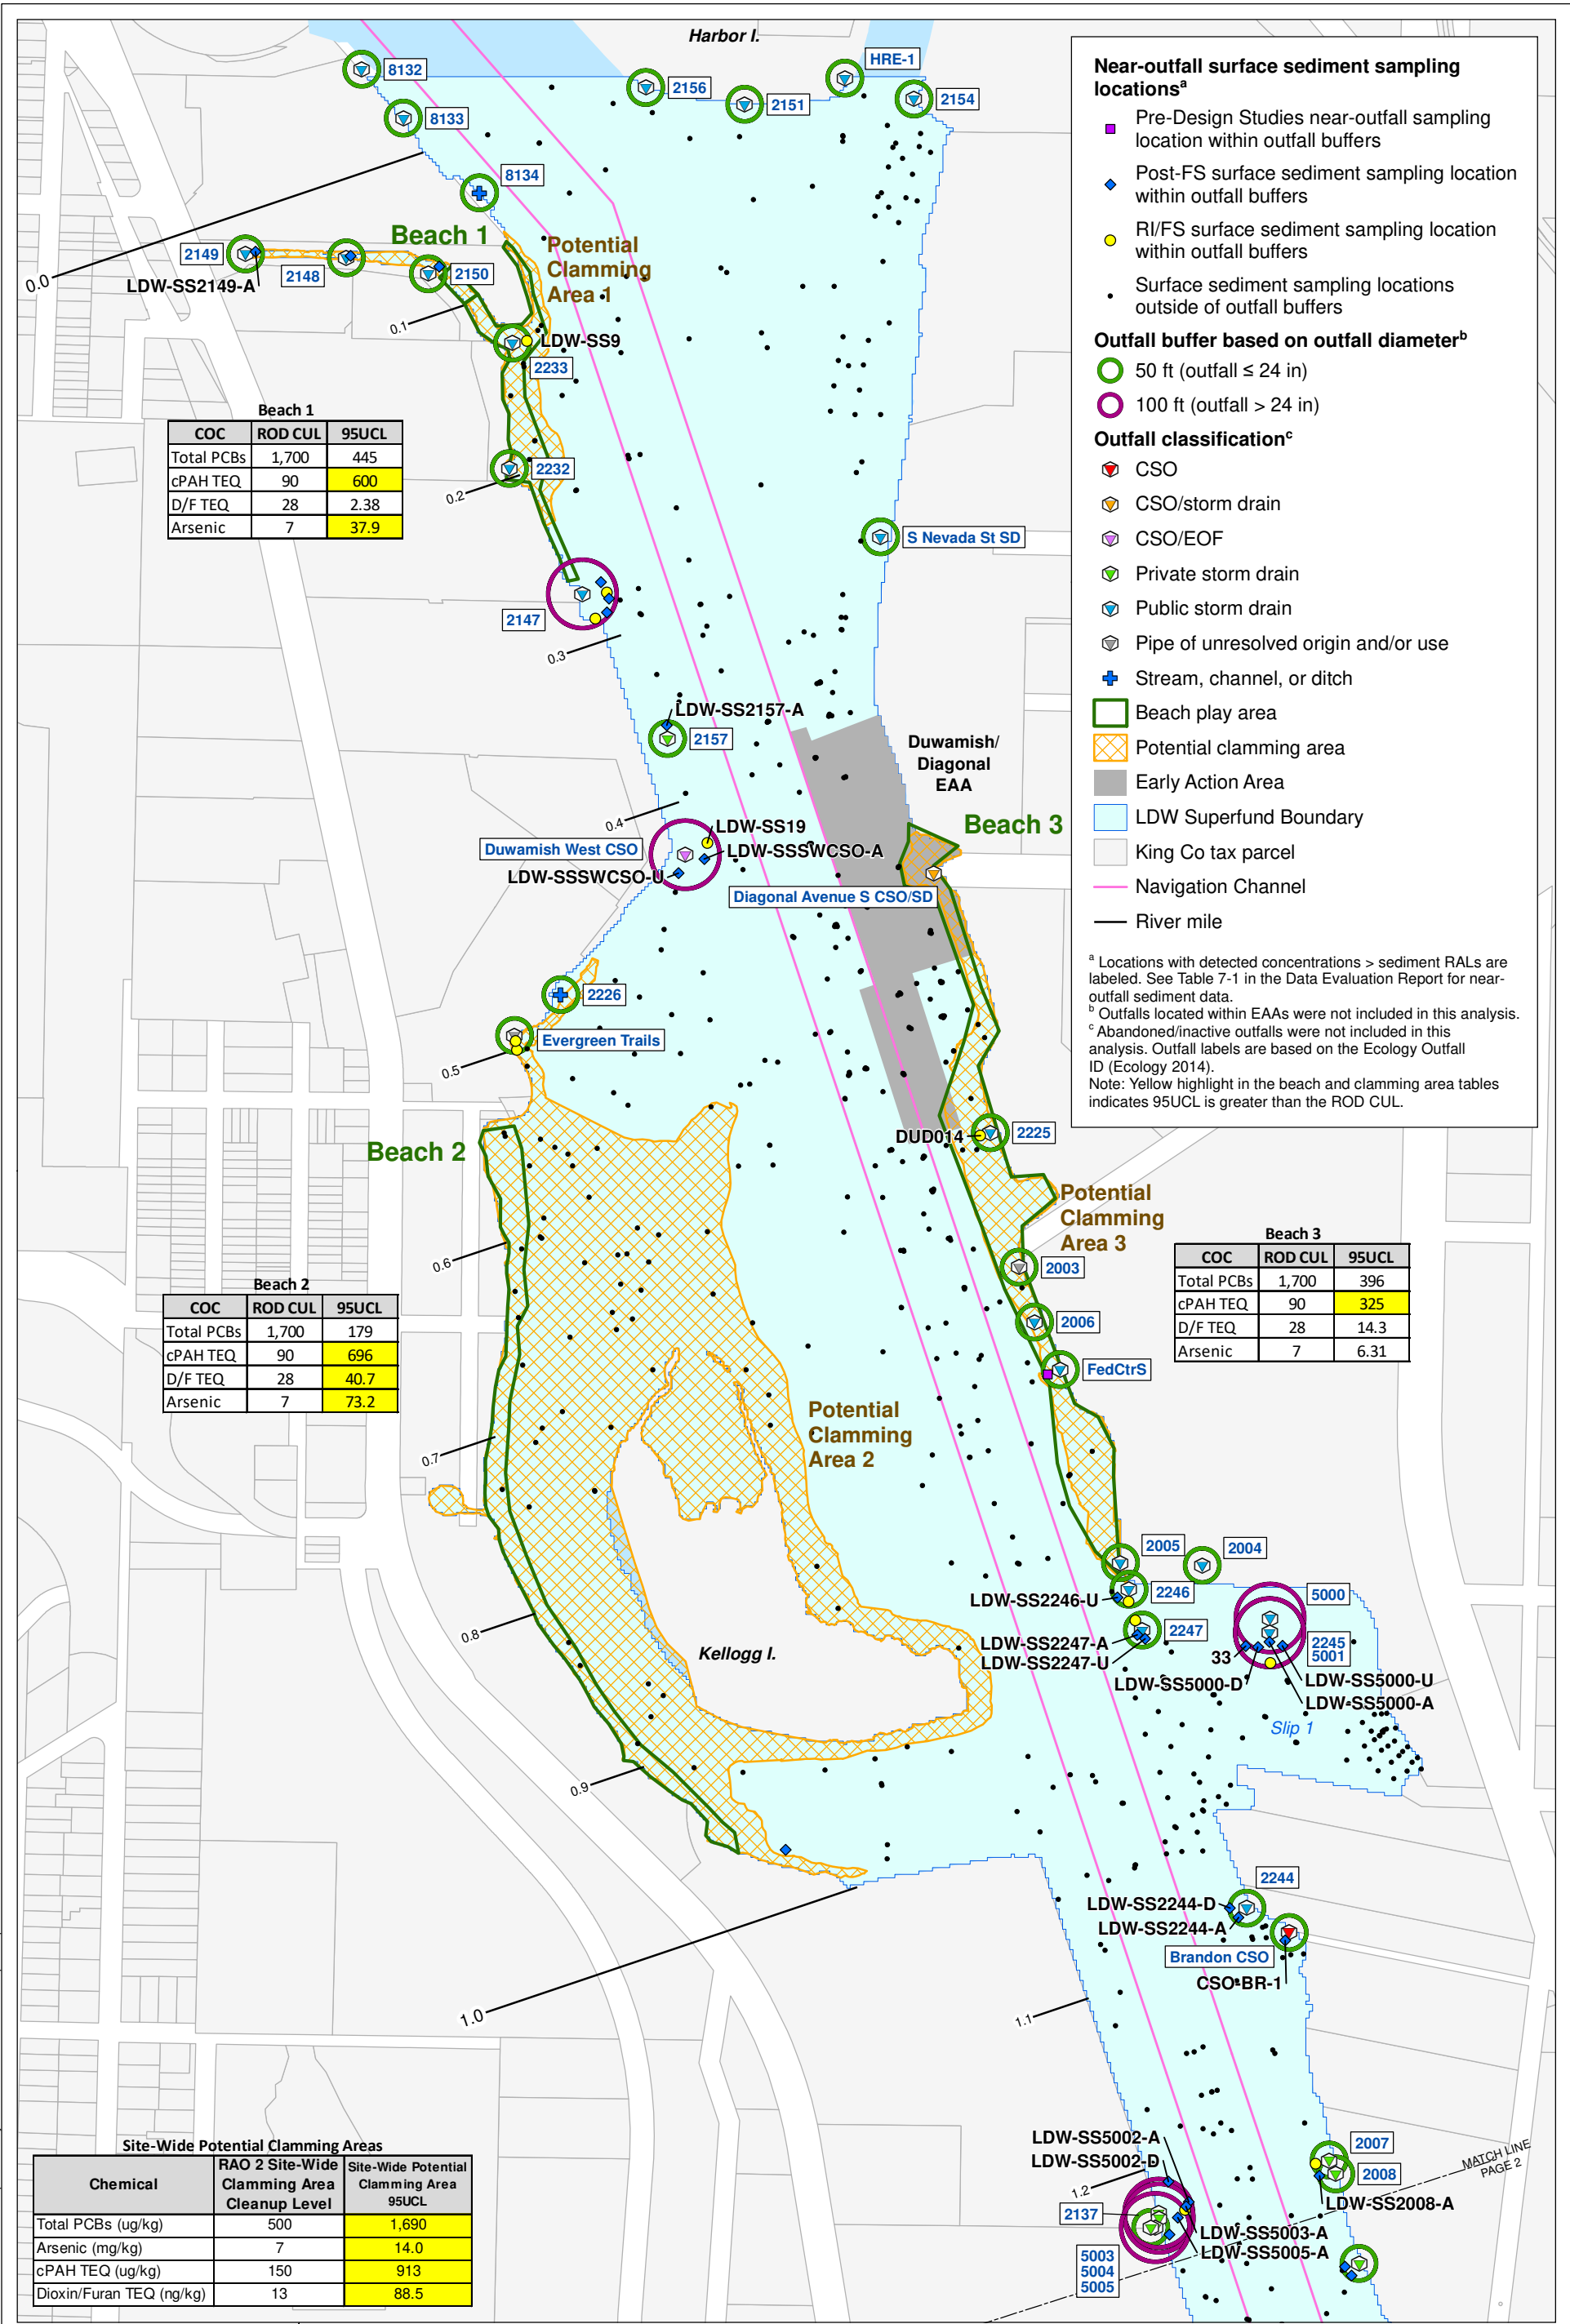 Harbor I.
8132
8133
2156
2151
HRE-1
2154
8134
Beach 1
Potential
Clamming
Area 1
2149
2148
2150
LDW-SS2149-A
0.0
0.1
LDW-SS9
2233
Beach 1
COC ROD CUL 95UCL
Total PCBs 1,700 445
cPAH TEQ 90 600
D/F TEQ 28 2.38
Arsenic 7 37.9
2232
0.2
S Nevada St SD
2147
0.3
LDW-SS2157-A
2157
Duwamish/
Diagonal
EAA
0.4
Beach 3
LDW-SS19
Duwamish West CSO
LDW-SSSWCSO-A
LDW-SSSWCSO-U
Diagonal Avenue S CSO/SD
2226
Evergreen Trails
0.5
DUD014
2225
Beach 2
Potential
Clamming
Area 3
0.6
2003
Beach 3
COC ROD CUL 95UCL
Total PCBs 1,700 396
cPAH TEQ 90 325
D/F TEQ 28 14.3
Arsenic 7 6.31
Beach 2
COC ROD CUL 95UCL
Total PCBs 1,700 179
cPAH TEQ 90 696
D/F TEQ 28 40.7
Arsenic 7 73.2
2006
FedCtrS
Potential
Clamming
Area 2
0.7
2005
2004
LDW-SS2246-U
2246
5000
0.8
2247
LDW-SS2247-A
LDW-SS2247-U
2245
5001
33
Kellogg I.
LDW-SS5000-D
LDW-SS5000-U
LDW-SS5000-A
Slip 1
0.9
2244
LDW-SS2244-D
LDW-SS2244-A
Brandon CSO
CSO-BR-1
1.0
1.1
LDW-SS5002-A
LDW-SS5002-D
2007
2008
MATCH LINE
PAGE 2
1.2
LDW-SS2008-A
2137
LDW-SS5003-A
LDW-SS5005-A
5003
5004
5005
Site-Wide Potential Clamming Areas
Chemical RAO 2 Site-Wide Clamming Area Cleanup Level Site-Wide Potential Clamming Area 95UCL
Total PCBs (ug/kg) 500 1,690
Arsenic (mg/kg) 7 14.0
cPAH TEQ (ug/kg) 150 913
Dioxin/Furan TEQ (ng/kg) 13 88.5
Near-outfall surface sediment sampling
locationsa
Pre-Design Studies near-outfall sampling
location within outfall buffers
Post-FS surface sediment sampling location
within outfall buffers
RI/FS surface sediment sampling location
within outfall buffers
Surface sediment sampling locations
outside of outfall buffers
Outfall buffer based on outfall diameterb
50 ft (outfall ≤ 24 in)
100 ft (outfall > 24 in)
Outfall classificationc
CSO
CSO/storm drain
CSO/EOF
Private storm drain
Public storm drain
Pipe of unresolved origin and/or use
Stream, channel, or ditch
Beach play area
Potential clamming area
Early Action Area
LDW Superfund Boundary
King Co tax parcel
Navigation Channel
River mile
a Locations with detected concentrations > sediment RALs are
labeled. See Table 7-1 in the Data Evaluation Report for near-
outfall sediment data.
b Outfalls located within EAAs were not included in this analysis.
c Abandoned/inactive outfalls were not included in this
analysis. Outfall labels are based on the Ecology Outfall
ID (Ecology 2014).
Note: Yellow highlight in the beach and clamming area tables
indicates 95UCL is greater than the ROD CUL.